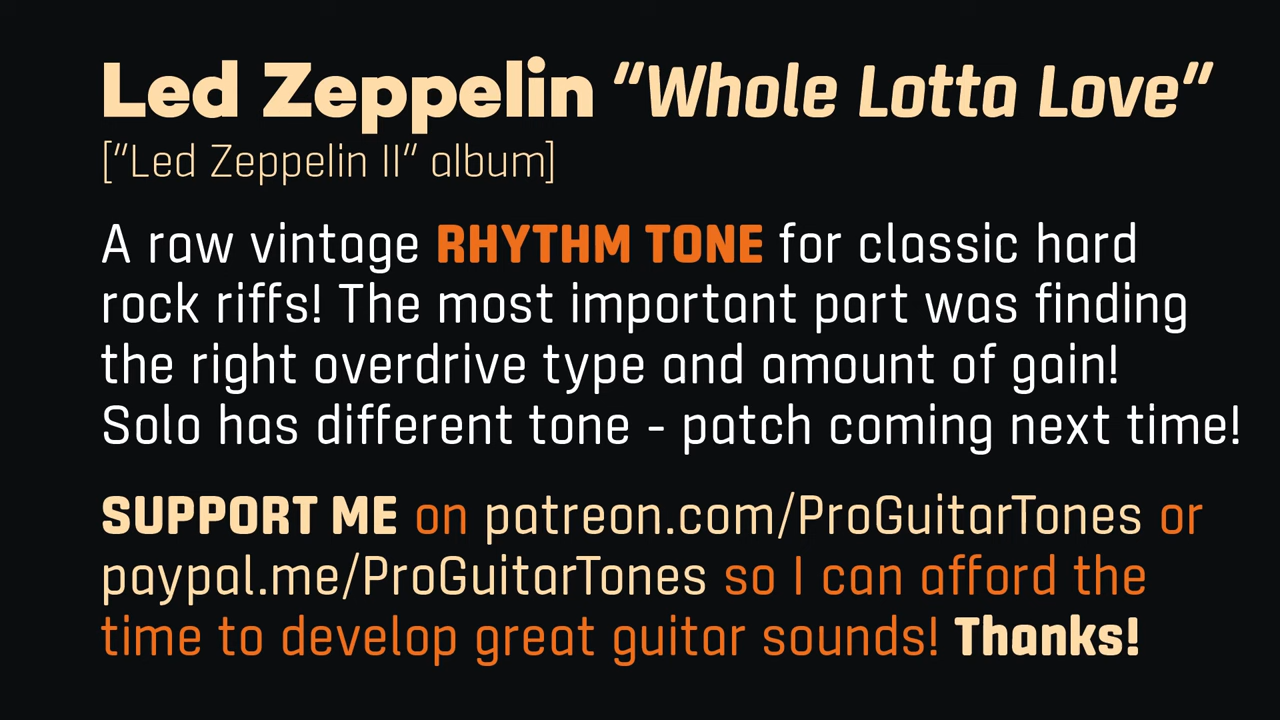 Led Zeppelin "Whole Lotta Love"
["Led Zeppelin II" album]
A raw vintage RHYTHM TONE for classic hard
rock riffs! The most important part was finding
the right overdrive type and amount of gain!
Solo has different tone - patch coming next time!
SUPPORT ME on patreon.com/ProGuitarTones or
paypal.me/ProGuitarTones so I can afford the
time to develop great guitar sounds! Thanks!